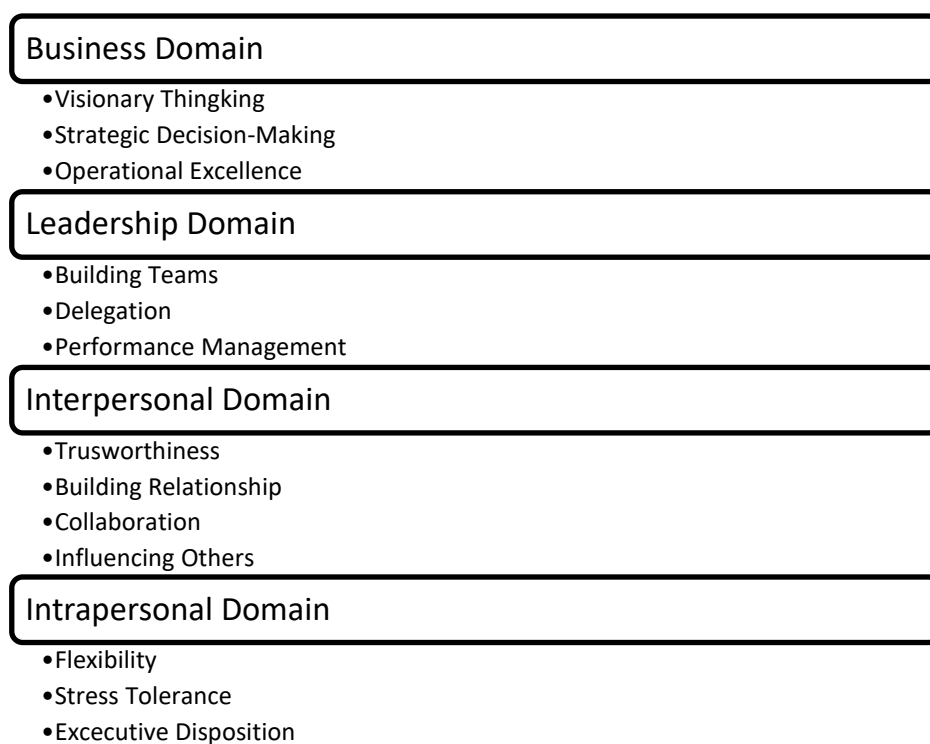 Business Domain
•Visionary Thingking
•Strategic Decision-Making
•Operational Excellence
Leadership Domain
•Building Teams
•Delegation
•Performance Management
Interpersonal Domain
•Trusworthiness
•Building Relationship
•Collaboration
•Influencing Others
Intrapersonal Domain
•Flexibility
•Stress Tolerance
•Excecutive Disposition